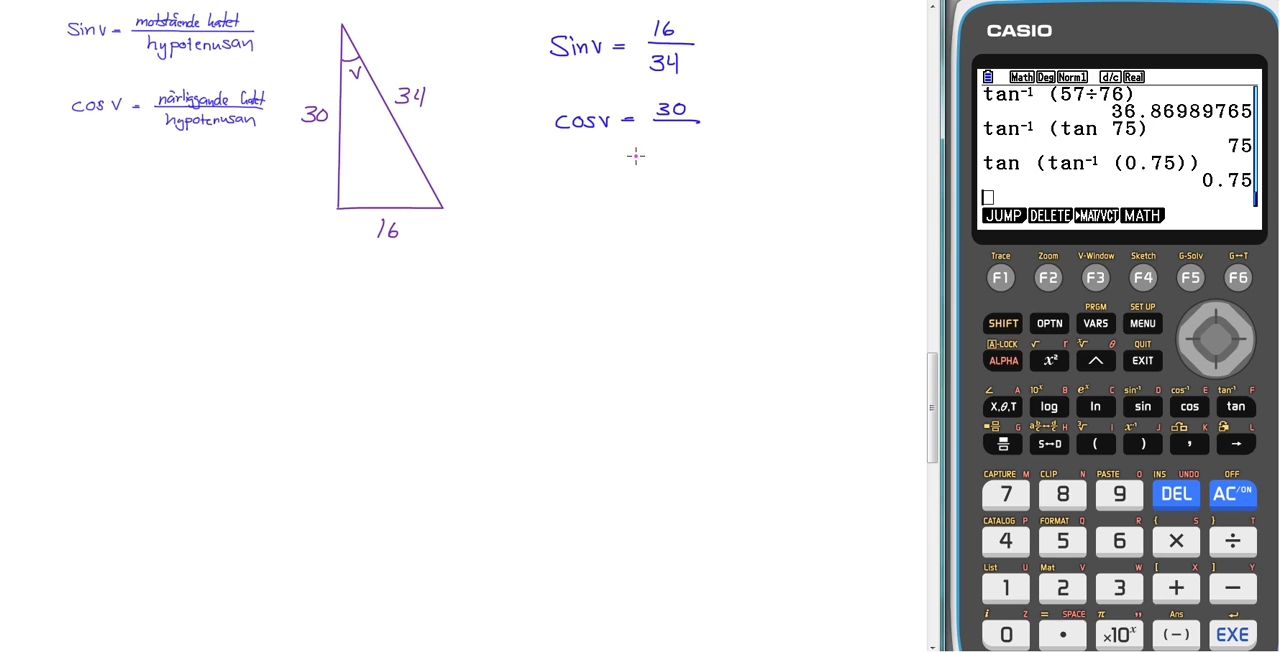 Sin v = motstående katet / hypotenusan
cos v = närliggande katet / hypotenusan
30
v
34
16
Sin v = 16 / 34
cos v = 30
CASIO
Math Deg Norm1 d/c Real
tan⁻¹ (57÷76)
36.86989765
tan⁻¹ (tan 75)
75
tan (tan⁻¹ (0.75))
0.75
JUMP DELETE ▶MAT/VCT MATH
Trace Zoom V-Window Sketch G-Solv G↔T
F1 F2 F3 F4 F5 F6
PRGM SET UP
SHIFT OPTN VARS MENU
A-LOCK √ r θ QUIT
ALPHA x² ^ EXIT
∠ A 10ˣ B eˣ C sin⁻¹ D cos⁻¹ E tan⁻¹ F
X,θ,T log ln sin cos tan
G H I x⁻¹ J K L
S↔D ( ) , →
CAPTURE M CLIP N PASTE O INS UNDO OFF
7 8 9 DEL AC/ON
CATALOG P FORMAT Q R { S } T
4 5 6 × ÷
List U Mat V W [ X ] Y
1 2 3 + −
i Z = SPACE π " Ans
0 . ×10ˣ (−) EXE